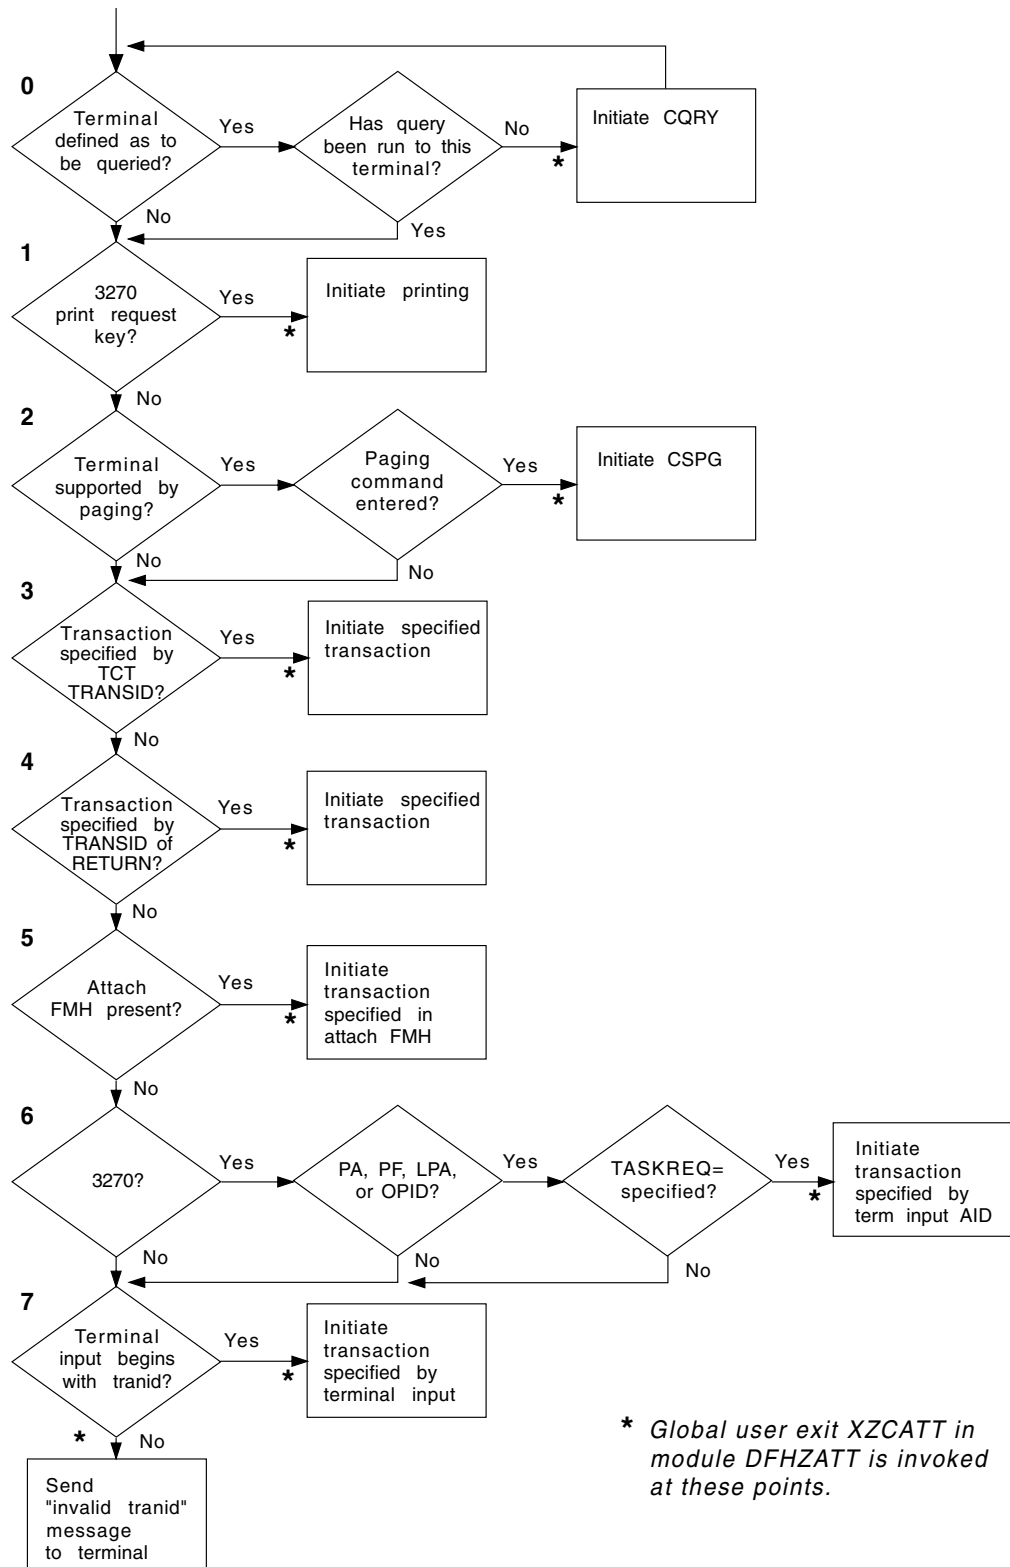 0
Terminal
defined as to
be queried?
Yes
Has query
been run to this
terminal?
No
*
Initiate CQRY
No
Yes
1
3270
print request
key?
Yes
*
Initiate printing
No
2
Terminal
supported by
paging?
Yes
Paging
command
entered?
Yes
*
Initiate CSPG
No
No
3
Transaction
specified by
TCT
TRANSID?
Yes
*
Initiate specified
transaction
No
4
Transaction
specified by
TRANSID of
RETURN?
Yes
*
Initiate specified
transaction
No
5
Attach
FMH present?
Yes
*
Initiate
transaction
specified in
attach FMH
No
6
3270?
Yes
PA, PF, LPA,
or OPID?
Yes
TASKREQ=
specified?
Yes
*
Initiate
transaction
specified by
term input AID
No
No
No
7
Terminal
input begins
with tranid?
Yes
*
Initiate
transaction
specified by
terminal input
*
No
Send
"invalid tranid"
message
to terminal
* Global user exit XZCATT in
module DFHZATT is invoked
at these points.